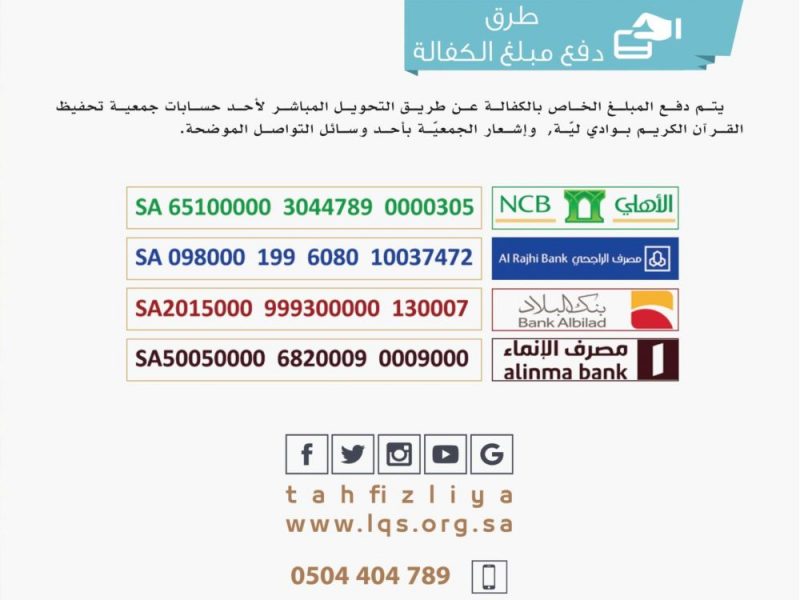 طرق
دفع مبلغ الكفالة
يتم دفع المبلغ الخاص بالكفالة عن طريق التحويل المباشر لأحد حسابات جمعية تحفيظ
القرآن الكريم بوادي ليّة, وإشعار الجمعيّة بأحد وسائل التواصل الموضحة.
NCB الأهلي
SA 65100000 3044789 0000305
Al Rajhi Bank مصرف الراجحي
SA 098000 199 6080 10037472
بنك البلاد
Bank Albilad
SA2015000 999300000 130007
مصرف الإنماء
alinma bank
SA50050000 6820009 0009000
tahfizliya
www.lqs.org.sa
0504 404 789